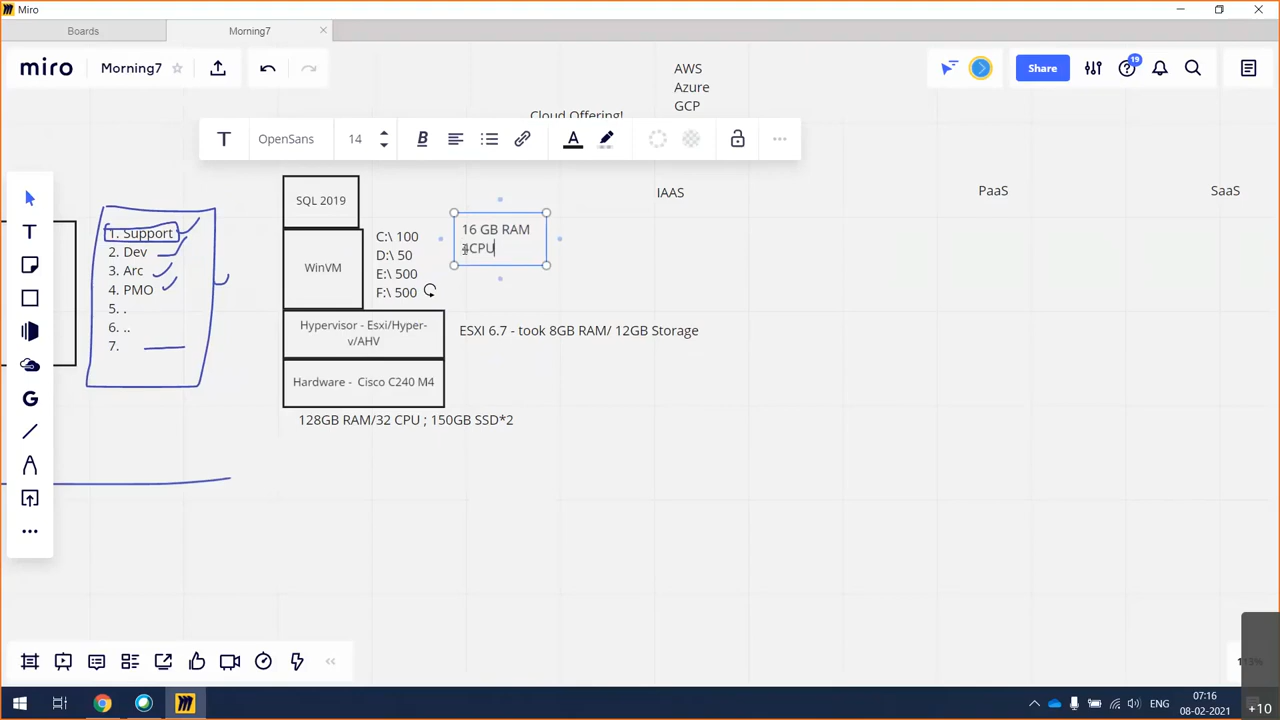 Miro
Boards
Morning7
miro
Morning7
Share
19
AWS
Azure
GCP
Cloud Offering!
OpenSans
14
B
A
IAAS
PaaS
SaaS
1. Support
2. Dev
3. Arc
4. PMO
5. .
6. ..
7.
SQL 2019
WinVM
C:\ 100
D:\ 50
E:\ 500
F:\ 500
16 GB RAM
4CPU
Hypervisor - Esxi/Hyper-
v/AHV
ESXI 6.7 - took 8GB RAM/ 12GB Storage
Hardware - Cisco C240 M4
128GB RAM/32 CPU ; 150GB SSD*2
ENG
07:16
08-02-2021
+10